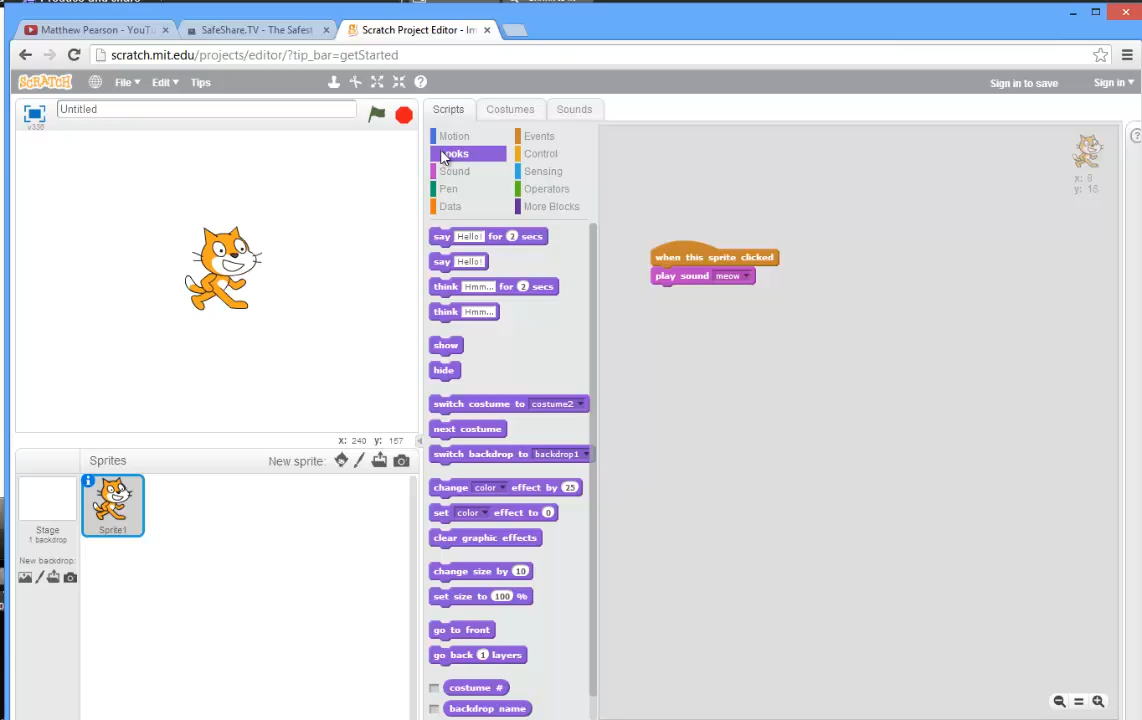 Matthew Pearson - YouTu
SafeShare.TV - The Safest
Scratch Project Editor - Im
scratch.mit.edu/projects/editor/?tip_bar=getStarted
SCRATCH File Edit Tips
Sign in to save Sign in
v336
Untitled
Scripts Costumes Sounds
Motion Events
ooks Control
Sound Sensing
Pen Operators
Data More Blocks
x: 8
y: 16
say Hello! for 2 secs
say Hello!
think Hmm... for 2 secs
think Hmm...
show
hide
switch costume to costume2
next costume
switch backdrop to backdrop1
change color effect by 25
set color effect to 0
clear graphic effects
change size by 10
set size to 100 %
go to front
go back 1 layers
costume #
backdrop name
when this sprite clicked
play sound meow
x: 240 y: 157
Sprites New sprite:
Sprite1
Stage
1 backdrop
New backdrop: